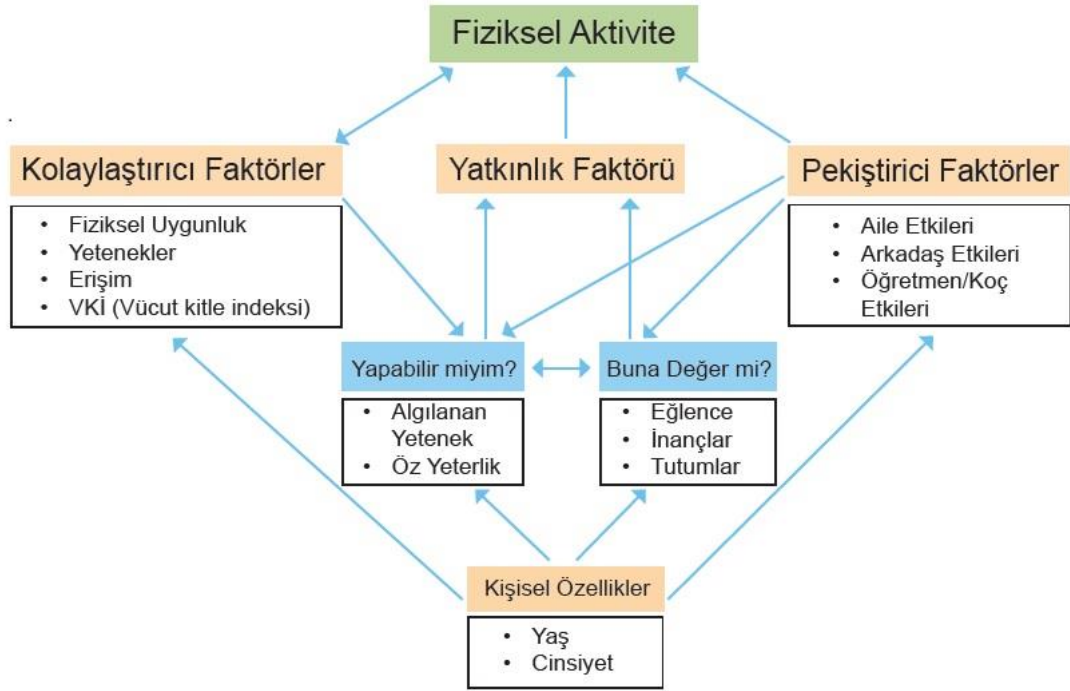 Fiziksel Aktivite
Kolaylaştırıcı Faktörler
• Fiziksel Uygunluk
• Yetenekler
• Erişim
• VKİ (Vücut kitle indeksi)
Yatkınlık Faktörü
Pekiştirici Faktörler
• Aile Etkileri
• Arkadaş Etkileri
• Öğretmen/Koç
Etkileri
Yapabilir miyim?
• Algılanan
Yetenek
• Öz Yeterlik
Buna Değer mi?
• Eğlence
• İnançlar
• Tutumlar
Kişisel Özellikler
• Yaş
• Cinsiyet